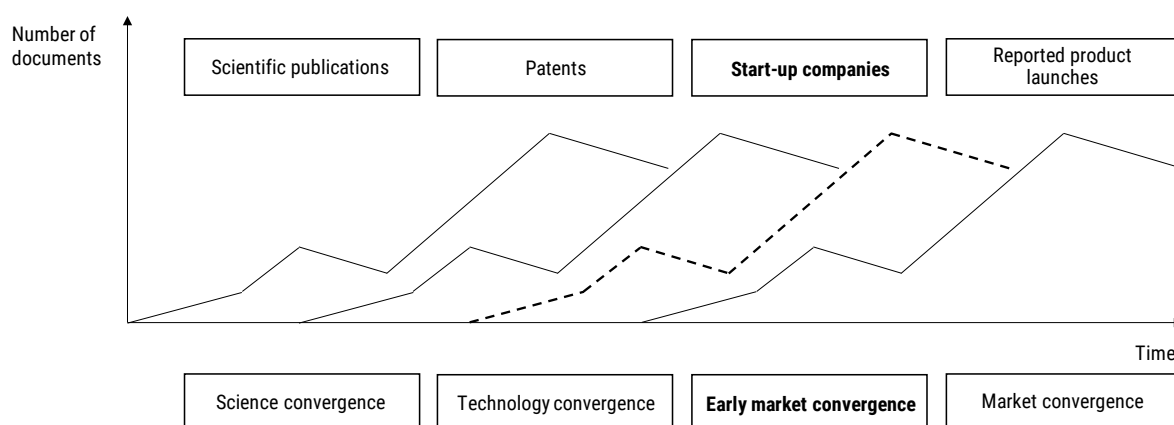 Number of
documents
Scientific publications
Patents
Start-up companies
Reported product
launches
Time
Science convergence
Technology convergence
Early market convergence
Market convergence